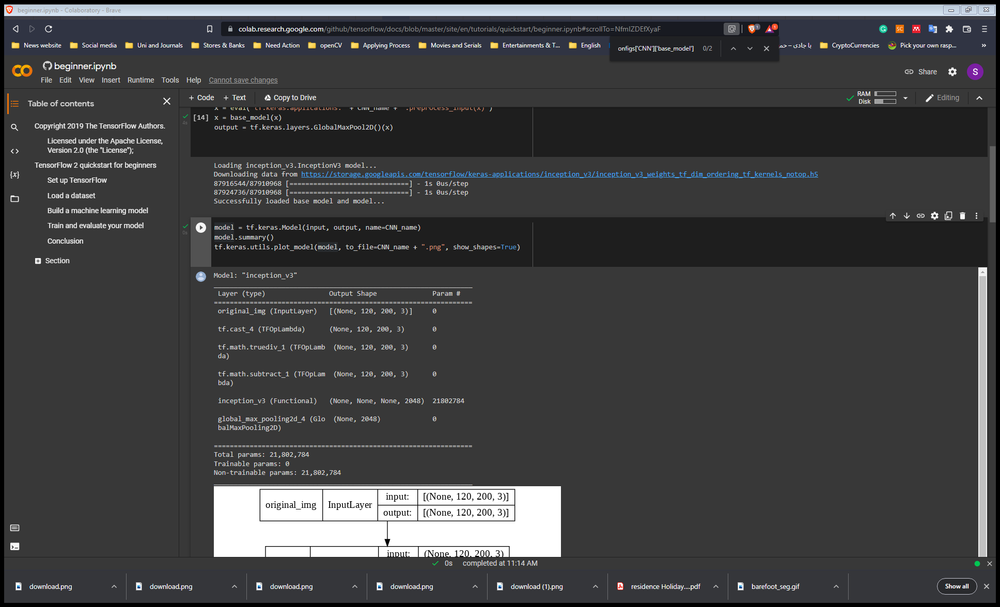 beginner.ipynb - Colaboratory - Brave
colab.research.google.com/github/tensorflow/docs/blob/master/site/en/tutorials/quickstart/beginner.ipynb#scrollTo=NfmIZDEfXyaF
News website Social media Uni and Journals Stores & Banks Need Action openCV Applying Process Movies and Serials Entertainments & T... English CryptoCurrencies Pick your own rasp... »
onfigs['CNN']['base_model'] 0/2
beginner.ipynb
Share
S
File Edit View Insert Runtime Tools Help Cannot save changes
Table of contents
+ Code + Text Copy to Drive
RAM
Disk
Editing
Copyright 2019 The TensorFlow Authors.
Licensed under the Apache License,
Version 2.0 (the "License");
TensorFlow 2 quickstart for beginners
Set up TensorFlow
Load a dataset
Build a machine learning model
Train and evaluate your model
Conclusion
Section
4s
x = eval('tf.keras.applications.' + CNN_name + '.preprocess_input(x)')
[14] x = base_model(x)
output = tf.keras.layers.GlobalMaxPool2D()(x)
Loading inception_v3.InceptionV3 model...
Downloading data from https://storage.googleapis.com/tensorflow/keras-applications/inception_v3/inception_v3_weights_tf_dim_ordering_tf_kernels_notop.h5
87916544/87910968 [==============================] - 1s 0us/step
87924736/87910968 [==============================] - 1s 0us/step
Successfully loaded base model and model...
0s
model = tf.keras.Model(input, output, name=CNN_name)
model.summary()
tf.keras.utils.plot_model(model, to_file=CNN_name + ".png", show_shapes=True)
Model: "inception_v3"
_________________________________________________________________
Layer (type) Output Shape Param #
=================================================================
original_img (InputLayer) [(None, 120, 200, 3)] 0
tf.cast_4 (TFOpLambda) (None, 120, 200, 3) 0
tf.math.truediv_1 (TFOpLamb (None, 120, 200, 3) 0
da)
tf.math.subtract_1 (TFOpLam (None, 120, 200, 3) 0
bda)
inception_v3 (Functional) (None, None, None, 2048) 21802784
global_max_pooling2d_4 (Glo (None, 2048) 0
balMaxPooling2D)
=================================================================
Total params: 21,802,784
Trainable params: 0
Non-trainable params: 21,802,784
_________________________________________________________________
original_img InputLayer input: [(None, 120, 200, 3)]
output: [(None, 120, 200, 3)]
input: (None, 120, 200, 3)
0s completed at 11:14 AM
download.png download.png download.png download.png download (1).png residence Holiday....pdf barefoot_seg.gif Show all